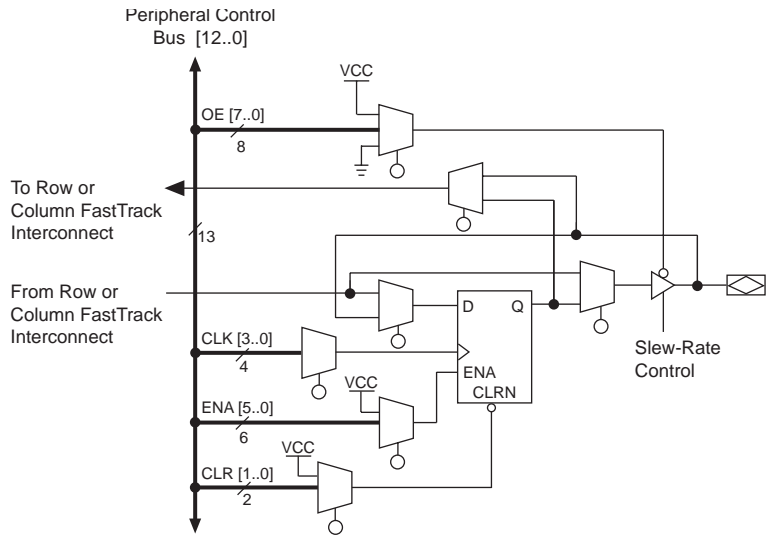 Peripheral Control
Bus [12..0]
VCC
OE [7..0]
8
To Row or
Column FastTrack
Interconnect
13
From Row or
Column FastTrack
Interconnect
D
Q
CLK [3..0]
4
Slew-Rate
Control
VCC
ENA
ENA [5..0]
6
CLRN
VCC
CLR [1..0]
2